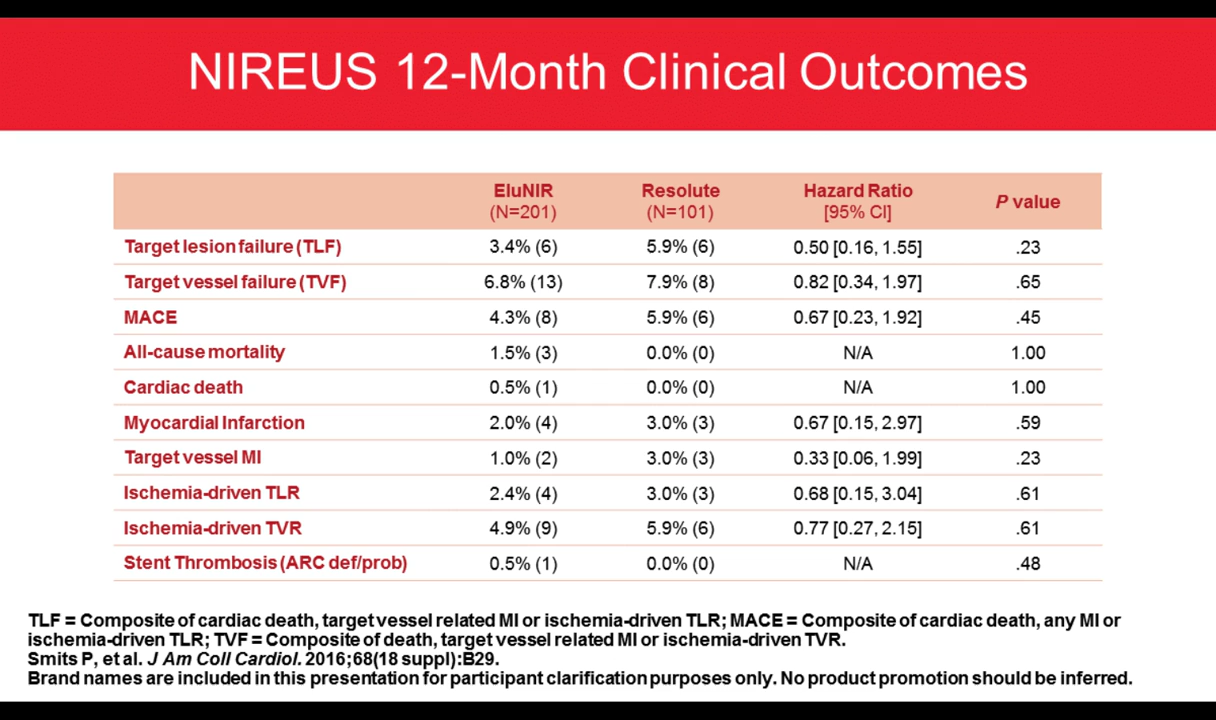 NIREUS 12-Month Clinical Outcomes
EluNIR (N=201) Resolute (N=101) Hazard Ratio [95% CI] P value
Target lesion failure (TLF) 3.4% (6) 5.9% (6) 0.50 [0.16, 1.55] .23
Target vessel failure (TVF) 6.8% (13) 7.9% (8) 0.82 [0.34, 1.97] .65
MACE 4.3% (8) 5.9% (6) 0.67 [0.23, 1.92] .45
All-cause mortality 1.5% (3) 0.0% (0) N/A 1.00
Cardiac death 0.5% (1) 0.0% (0) N/A 1.00
Myocardial Infarction 2.0% (4) 3.0% (3) 0.67 [0.15, 2.97] .59
Target vessel MI 1.0% (2) 3.0% (3) 0.33 [0.06, 1.99] .23
Ischemia-driven TLR 2.4% (4) 3.0% (3) 0.68 [0.15, 3.04] .61
Ischemia-driven TVR 4.9% (9) 5.9% (6) 0.77 [0.27, 2.15] .61
Stent Thrombosis (ARC def/prob) 0.5% (1) 0.0% (0) N/A .48
TLF = Composite of cardiac death, target vessel related MI or ischemia-driven TLR; MACE = Composite of cardiac death, any MI or
ischemia-driven TLR; TVF = Composite of death, target vessel related MI or ischemia-driven TVR.
Smits P, et al. J Am Coll Cardiol. 2016;68(18 suppl):B29.
Brand names are included in this presentation for participant clarification purposes only. No product promotion should be inferred.